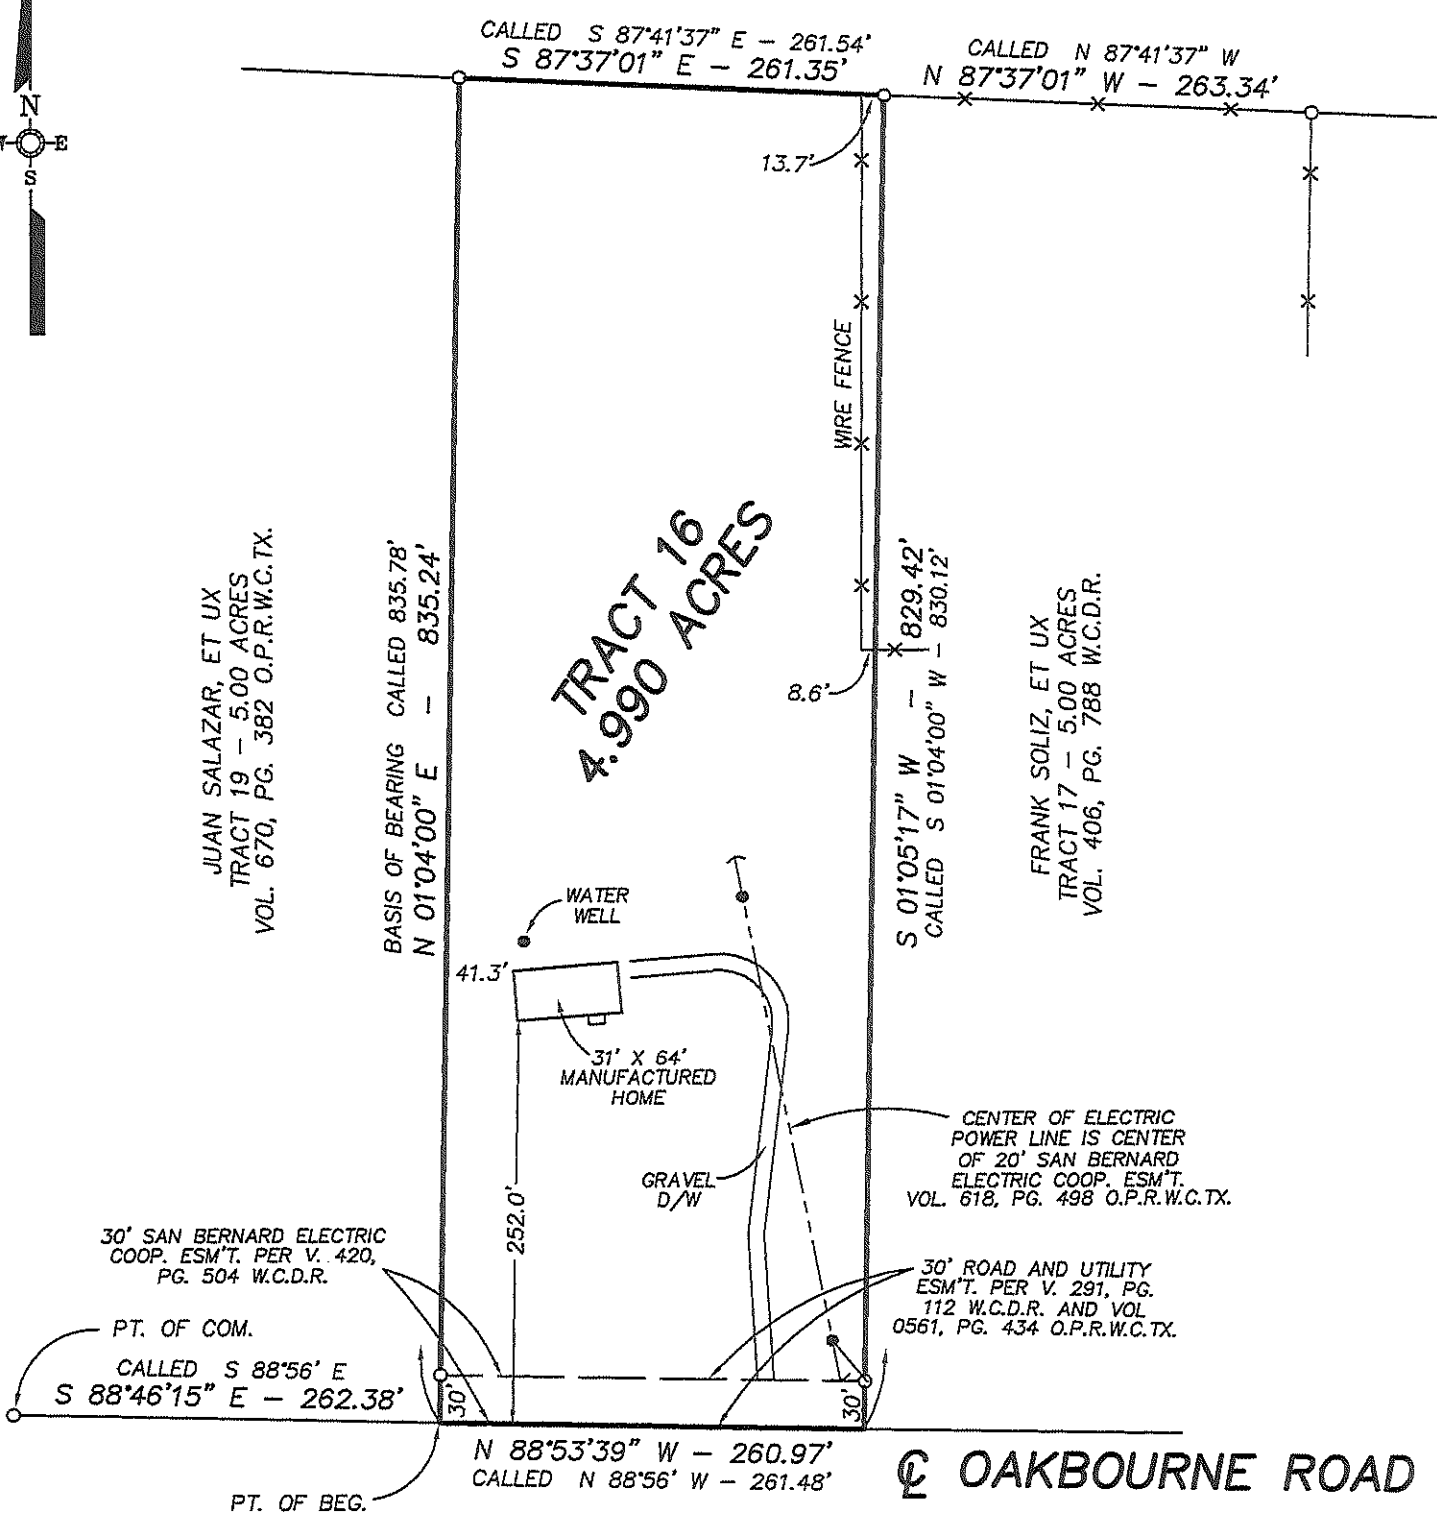 CALLED S 87°41'37" E – 261.54'
S 87°37'01" E – 261.35'
CALLED N 87°41'37" W
N 87°37'01" W – 263.34'
N
E
S
13.7'
WIRE FENCE
TRACT 16
4.990 ACRES
JUAN SALAZAR, ET UX
TRACT 19 – 5.00 ACRES
VOL. 670, PG. 382 O.P.R.W.C.TX.
BASIS OF BEARING CALLED 835.78'
N 01°04'00" E – 835.24'
S 01°05'17" W – 829.42'
CALLED S 01°04'00" W – 830.12'
8.6'
FRANK SOLIZ, ET UX
TRACT 17 – 5.00 ACRES
VOL. 406, PG. 788 W.C.D.R.
WATER
WELL
41.3'
31' X 64'
MANUFACTURED
HOME
252.0'
GRAVEL
D/W
CENTER OF ELECTRIC
POWER LINE IS CENTER
OF 20' SAN BERNARD
ELECTRIC COOP. ESM'T.
VOL. 618, PG. 498 O.P.R.W.C.TX.
30' SAN BERNARD ELECTRIC
COOP. ESM'T. PER V. 420,
PG. 504 W.C.D.R.
30' ROAD AND UTILITY
ESM'T. PER V. 291, PG.
112 W.C.D.R. AND VOL
0561, PG. 434 O.P.R.W.C.TX.
PT. OF COM.
CALLED S 88°56' E
S 88°46'15" E – 262.38'
30'
30'
N 88°53'39" W – 260.97'
CALLED N 88°56' W – 261.48'
℄ OAKBOURNE ROAD
PT. OF BEG.